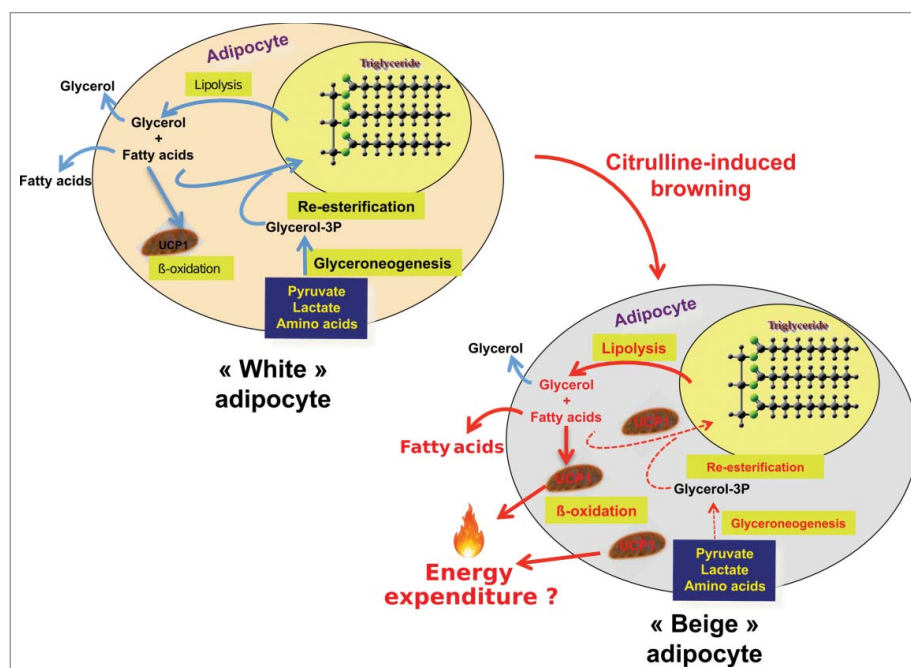 Adipocyte
Triglyceride
Lipolysis
Glycerol
Glycerol
+
Fatty acids
Fatty acids
Re-esterification
Glycerol-3P
UCP1
ß-oxidation
Glyceroneogenesis
Pyruvate
Lactate
Amino acids
« White »
adipocyte
Citrulline-induced
browning
Adipocyte
Triglyceride
Lipolysis
Glycerol
Glycerol
+
Fatty acids
Fatty acids
UCP1
Re-esterification
Glycerol-3P
UCP1
ß-oxidation
Glyceroneogenesis
UCP1
Pyruvate
Lactate
Amino acids
Energy
expenditure ?
« Beige »
adipocyte